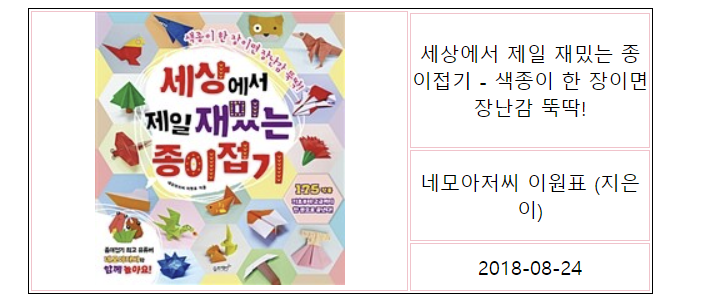 색종이 한 장이면 장난감 뚝딱!
세상에서
제일 재밌는
종이접기
네모아저씨 이원표 지음
125 작품
종이접기 최고 유튜버
네모아저씨와
함께 놀아요!
세상에서 제일 재밌는 종
이접기 - 색종이 한 장이면
장난감 뚝딱!
네모아저씨 이원표 (지은
이)
2018-08-24